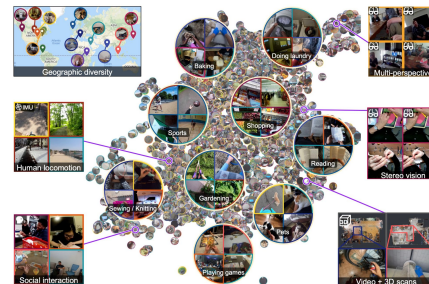 Geographic diversity
Baking
Doing laundry
Multi-perspective
IMU
Human locomotion
Sports
Shopping
Reading
Stereo vision
Sewing / Knitting
Gardening
Pets
Social interaction
Playing games
Video + 3D scans
3D